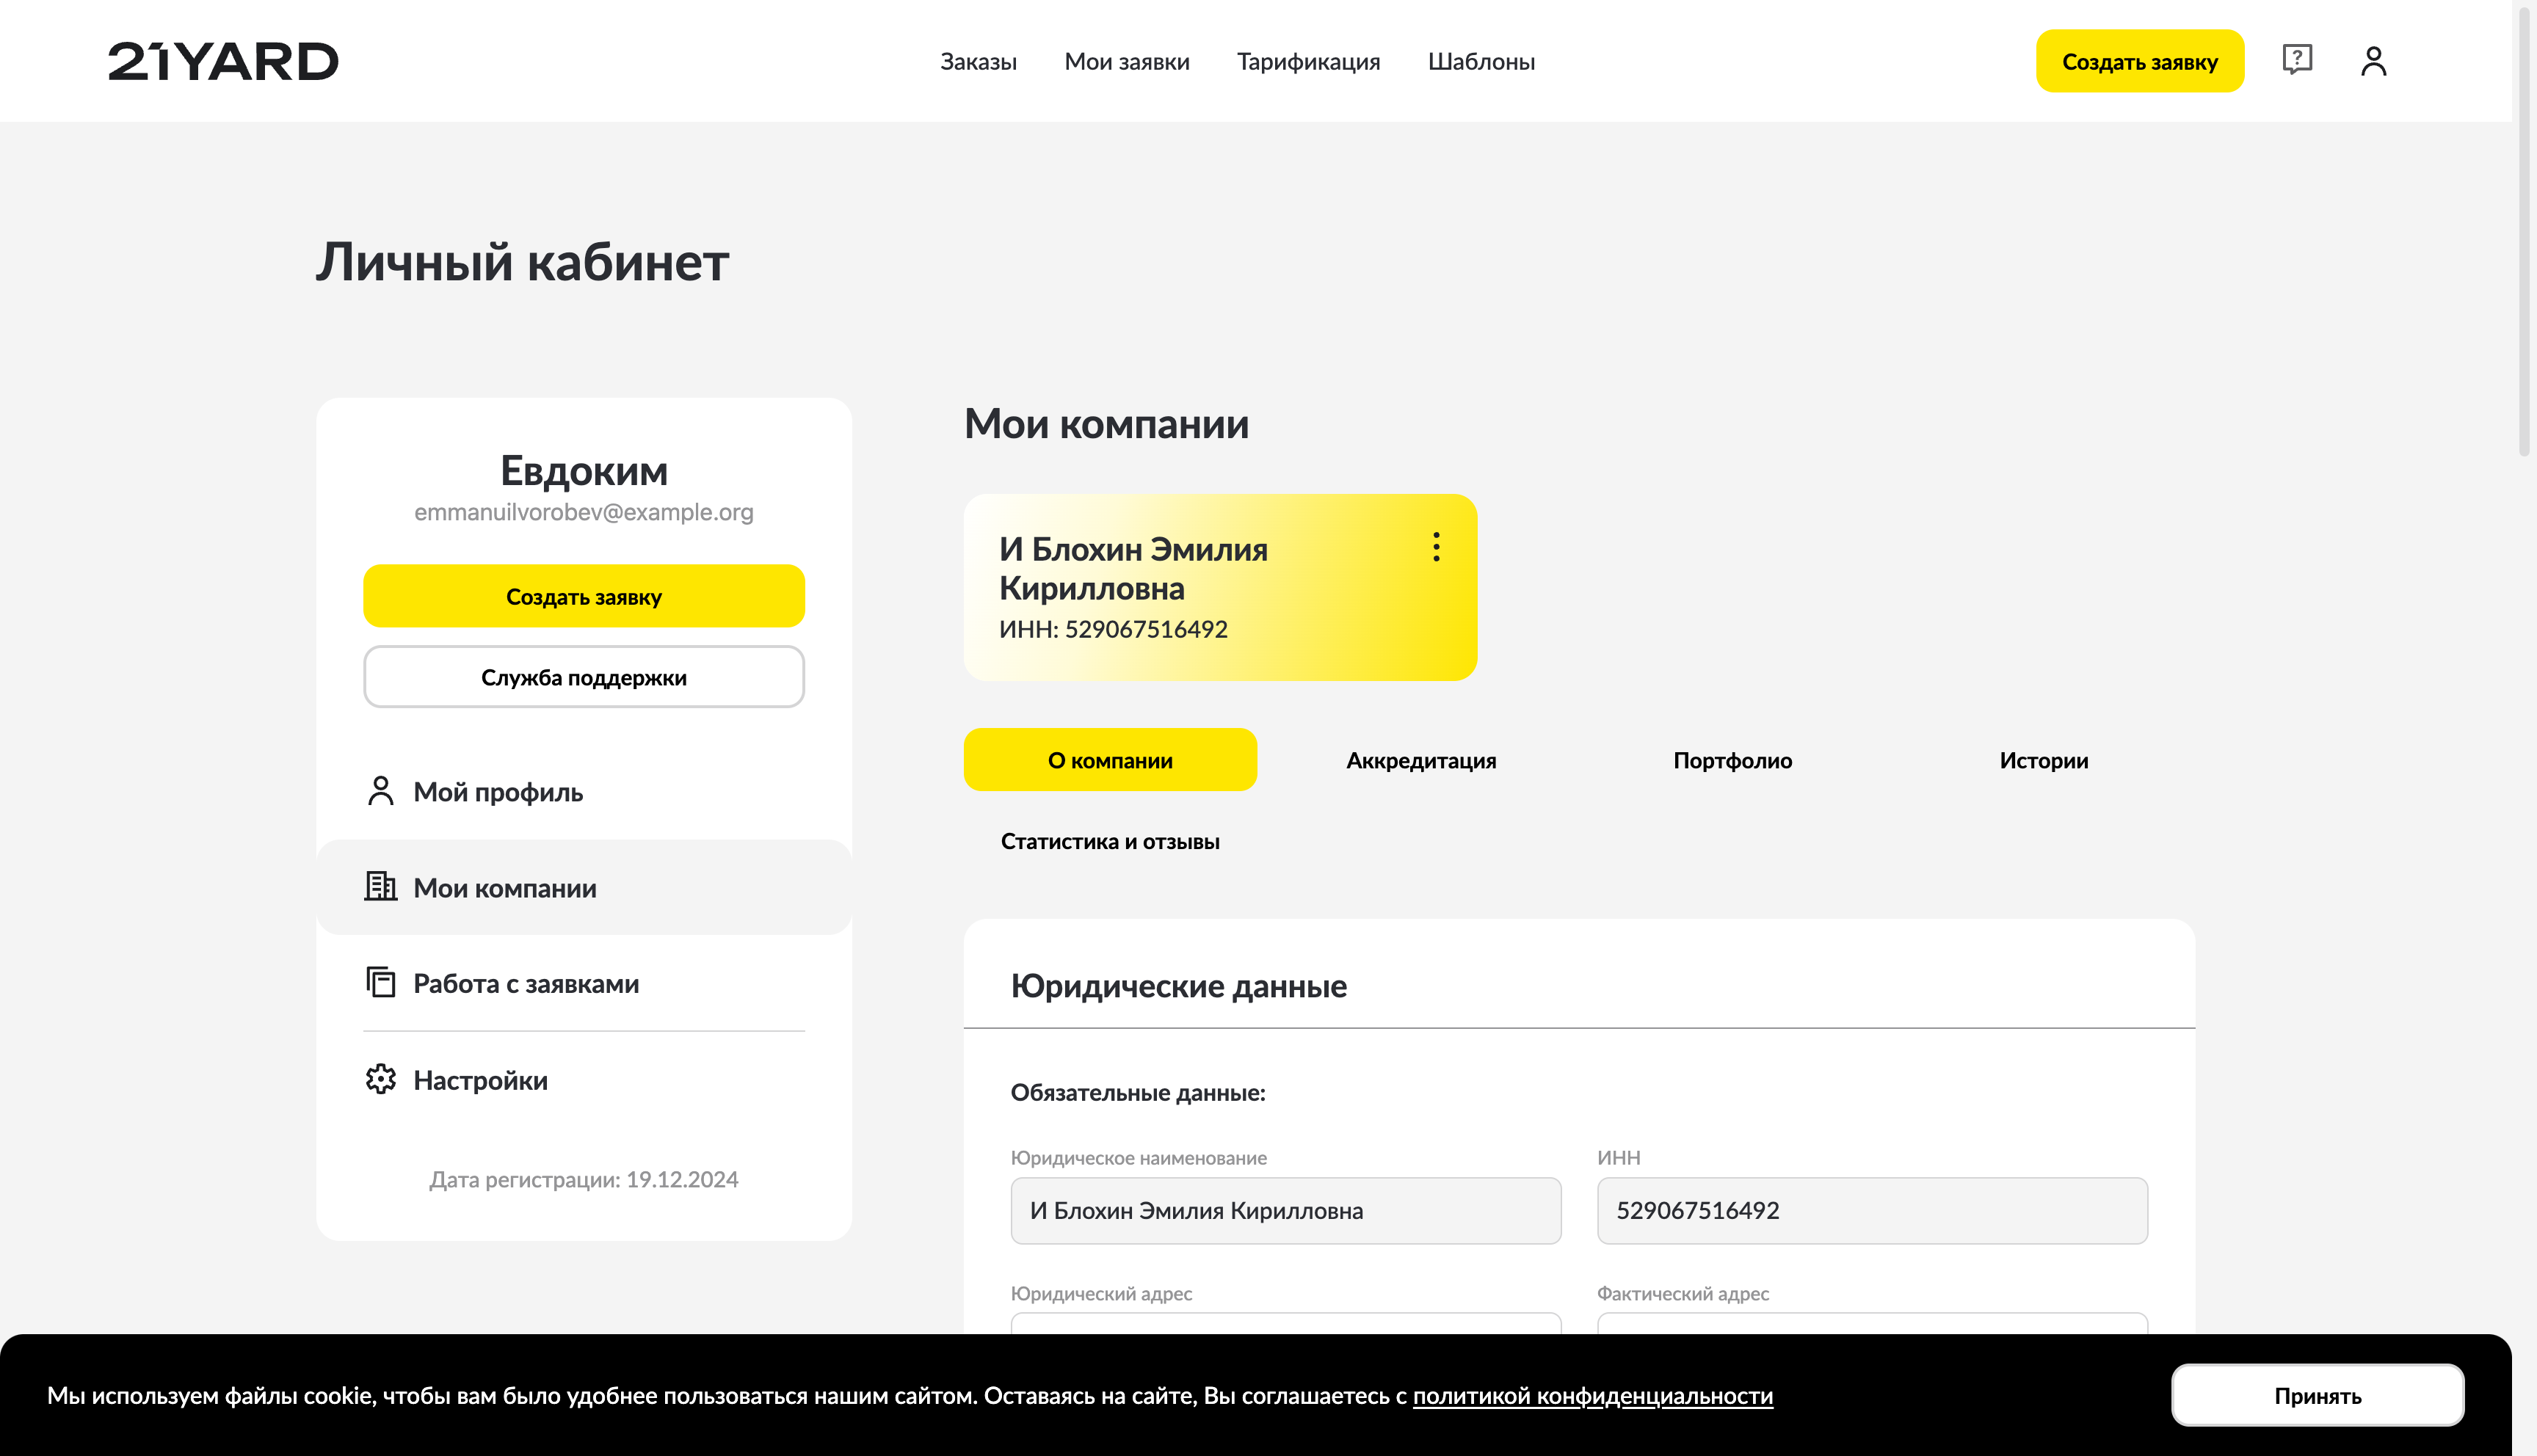 21YARD
Заказы
Мои заявки
Тарификация
Шаблоны
Создать заявку
Личный кабинет
Евдоким
emmanuilvorobev@example.org
Создать заявку
Служба поддержки
Мой профиль
Мои компании
Работа с заявками
Настройки
Дата регистрации: 19.12.2024
Мои компании
И Блохин Эмилия
Кирилловна
ИНН: 529067516492
О компании
Аккредитация
Портфолио
Истории
Статистика и отзывы
Юридические данные
Обязательные данные:
Юридическое наименование
ИНН
И Блохин Эмилия Кирилловна
529067516492
Юридический адрес
Фактический адрес
Мы используем файлы cookie, чтобы вам было удобнее пользоваться нашим сайтом. Оставаясь на сайте, Вы соглашаетесь с политикой конфиденциальности
Принять